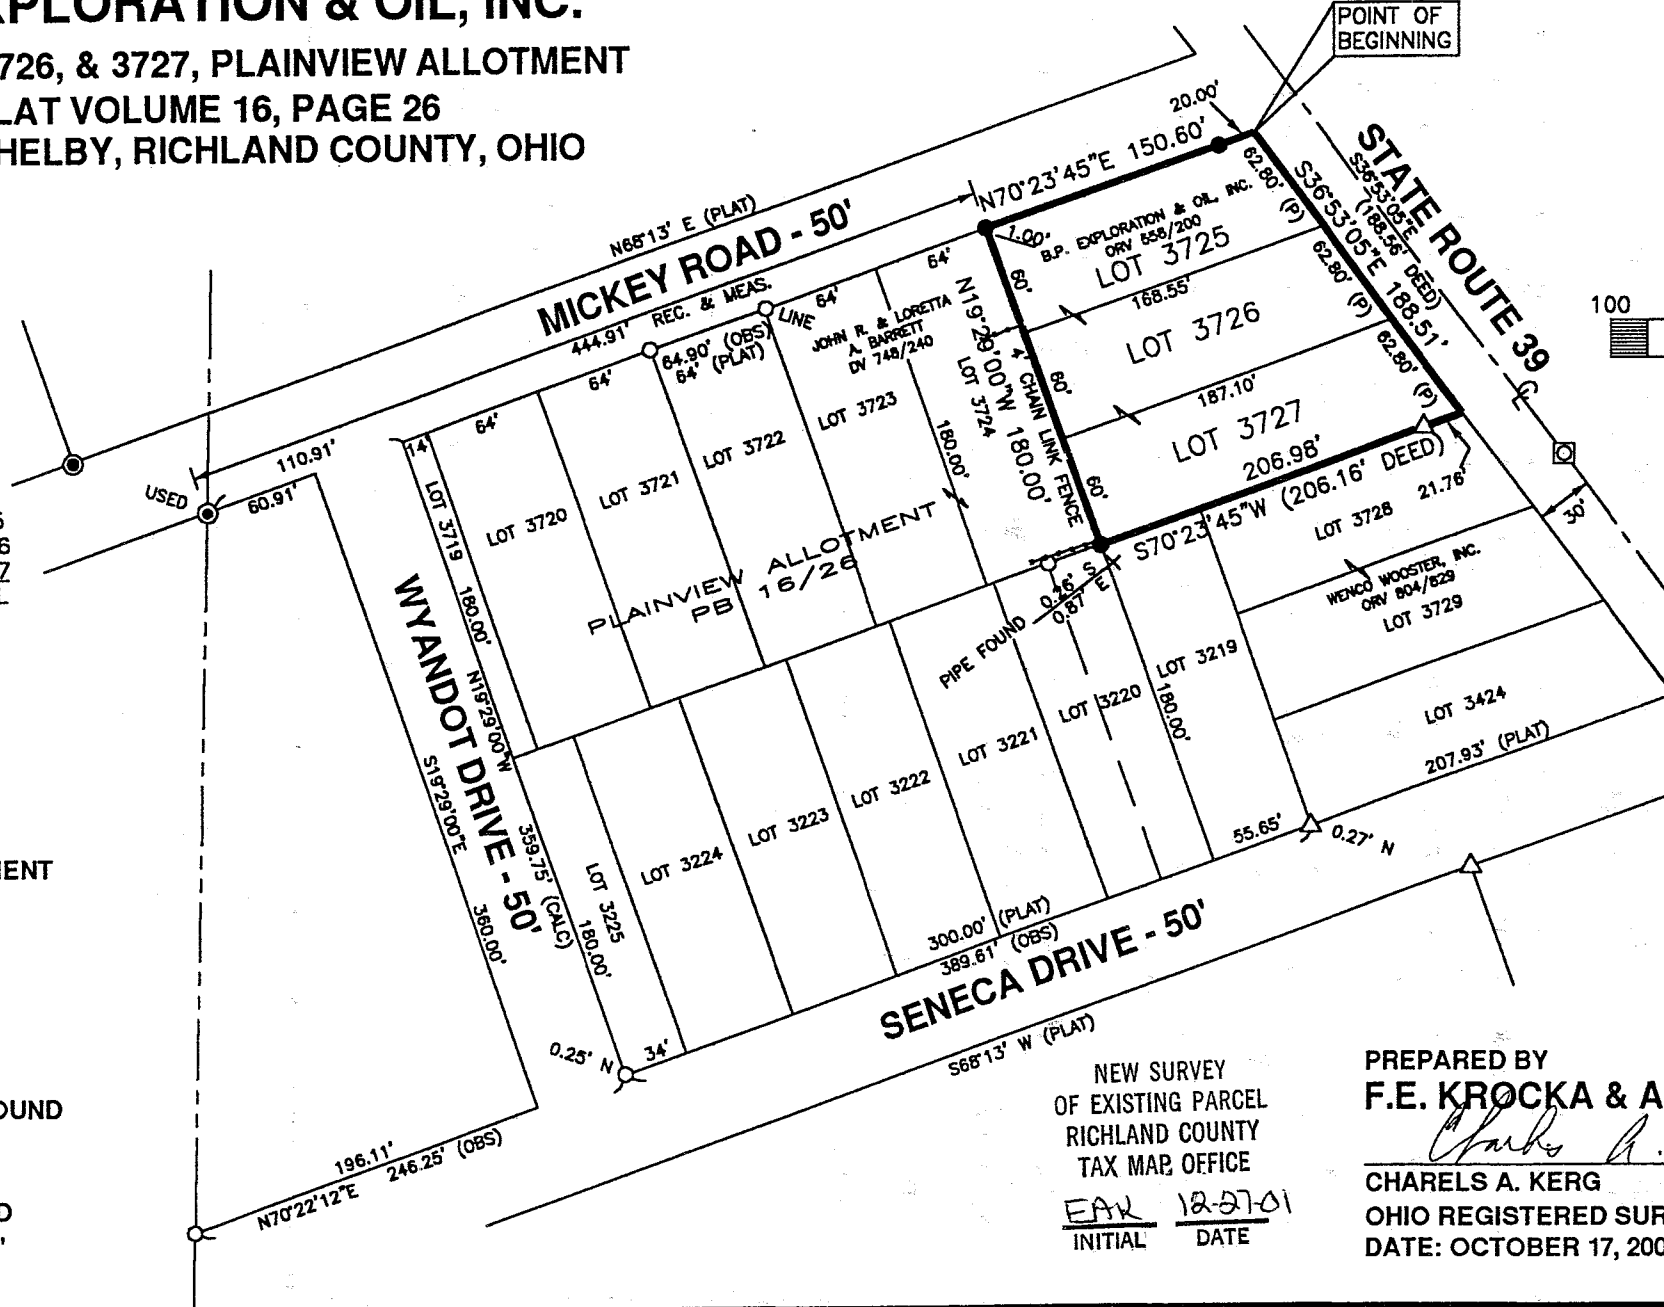 EXPLORATION & OIL, INC.
3726, & 3727, PLAINVIEW ALLOTMENT
PLAT VOLUME 16, PAGE 26
SHELBY, RICHLAND COUNTY, OHIO
POINT OF
BEGINNING
20.00'
N70°23'45"E 150.60'
STATE ROUTE 39
S36°53'05"E
(188.56' DEED)
S36°53'05"E 188.51'
62.80' (P)
62.80' (P)
62.80' (P)
N68°13' E (PLAT)
MICKEY ROAD - 50'
444.91' REC. & MEAS.
LINE
1.00'
B.P. EXPLORATION & OIL, INC.
ORV 558/200
LOT 3725
168.55'
LOT 3726
187.10'
LOT 3727
206.98'
S70°23'45"W (206.16' DEED)
21.76'
100
℄
30'
60'
60'
60'
N19°29'00"W 180.00'
4' CHAIN LINK FENCE
64'
64'
64.90' (OBS)
64' (PLAT)
64'
64'
14'
JOHN R. & LORETTA
A. BARRETT
DV 748/240
LOT 3724
LOT 3723
LOT 3722
LOT 3721
LOT 3720
LOT 3719
180.00'
180.00'
110.91'
USED
60.91'
PLAINVIEW ALLOTMENT
PB 16/26
PIPE FOUND
0.26' S
0.87' E
LOT 3728
WENCO WOOSTER, INC.
ORV 804/829
LOT 3729
LOT 3424
207.93' (PLAT)
WYANDOT DRIVE - 50'
N19°29'00"W
359.75' (CALC)
S19°29'00"E
360.00'
LOT 3219
LOT 3220
180.00'
LOT 3221
LOT 3222
LOT 3223
LOT 3224
LOT 3225
180.00'
55.65'
0.27' N
300.00' (PLAT)
389.61' (OBS)
SENECA DRIVE - 50'
S68°13' W (PLAT)
0.25' N
34'
196.11'
N70°22'12"E 246.25' (OBS)
6
7
MENT
OUND
D
NEW SURVEY
OF EXISTING PARCEL
RICHLAND COUNTY
TAX MAP OFFICE
EAK 12-27-01
INITIAL DATE
PREPARED BY
F.E. KROCKA & A
Charles A.
CHARELS A. KERG
OHIO REGISTERED SUR
DATE: OCTOBER 17, 200